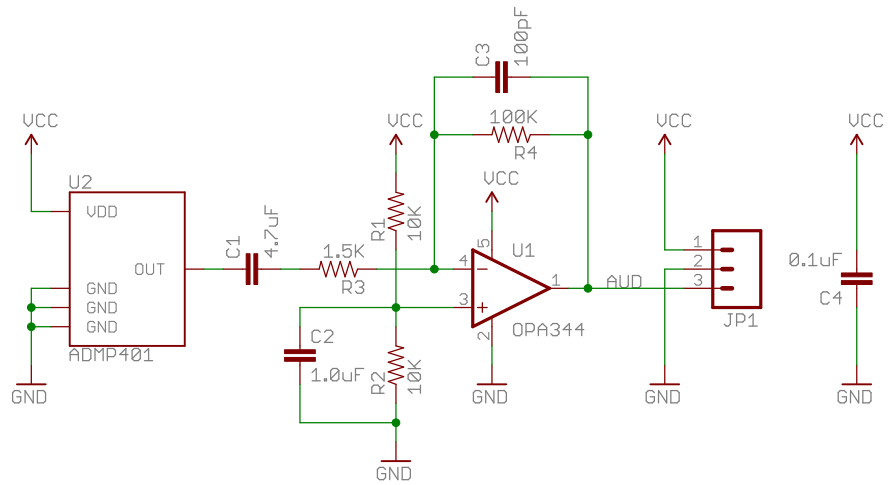 C3
100pF
100K
R4
VCC
VCC
VCC
VCC
VCC
U2
VDD
OUT
GND
GND
GND
ADMP401
GND
C1
4.7uF
1.5K
R3
R1
10K
C2
1.0uF
R2
10K
GND
5
4
3
2
1
U1
OPA344
GND
AUD
1
2
3
JP1
GND
0.1uF
C4
GND